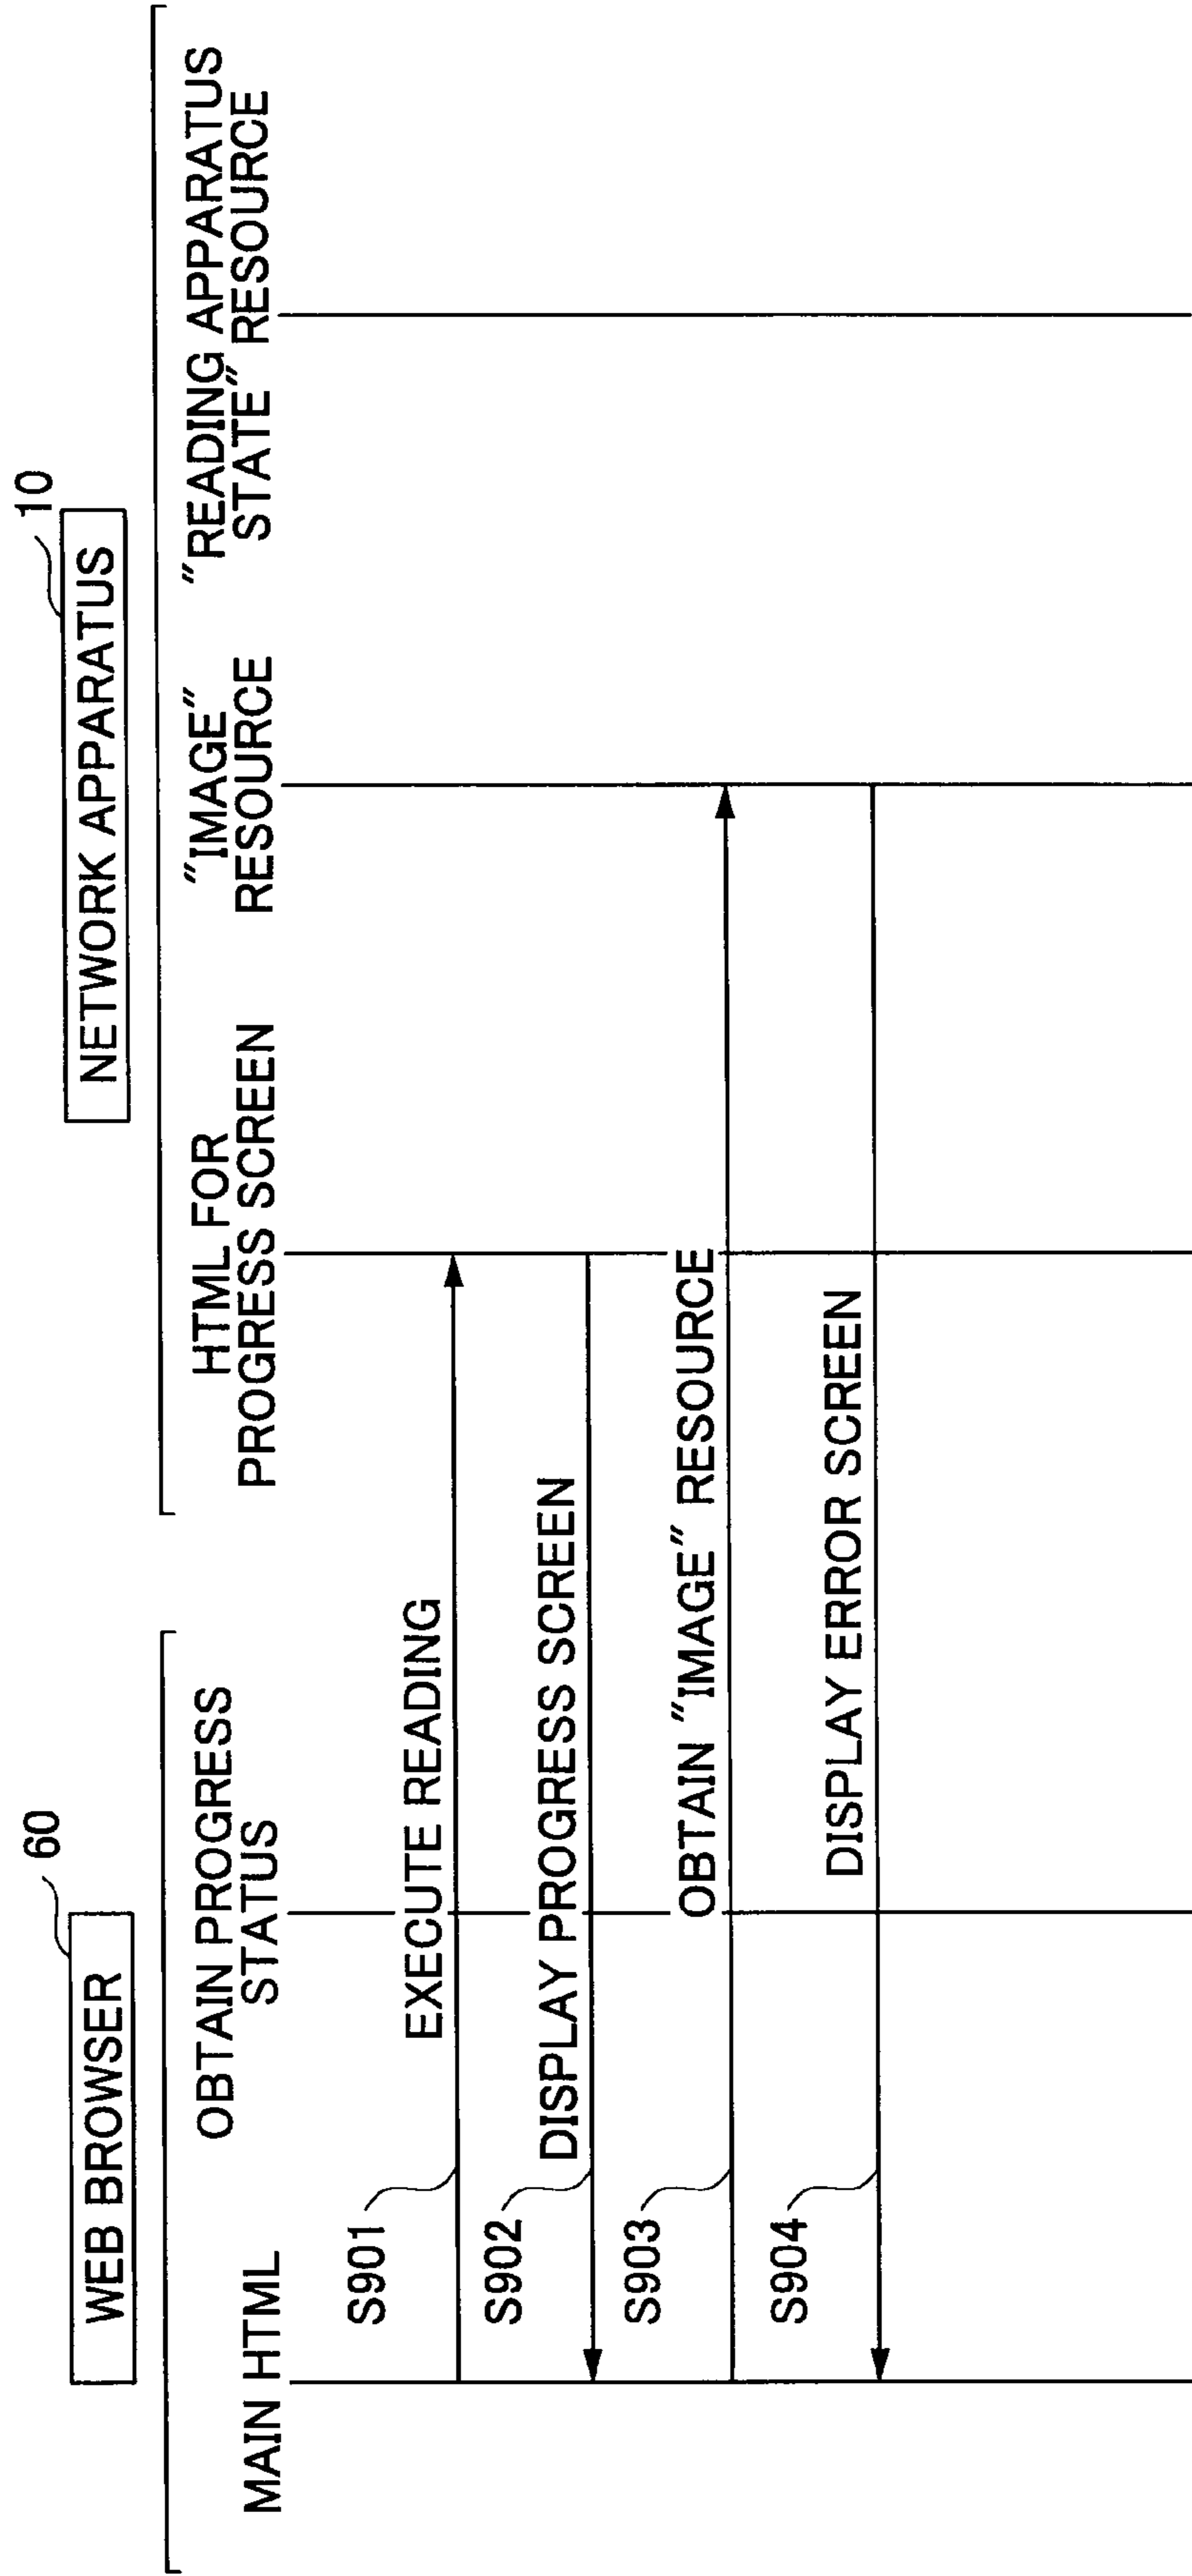 60
WEB BROWSER
10
NETWORK APPARATUS
MAIN HTML
OBTAIN PROGRESS
STATUS
HTML FOR
PROGRESS SCREEN
"IMAGE"
RESOURCE
"READING APPARATUS
STATE" RESOURCE
S901
EXECUTE READING
S902
DISPLAY PROGRESS SCREEN
S903
OBTAIN "IMAGE" RESOURCE
S904
DISPLAY ERROR SCREEN